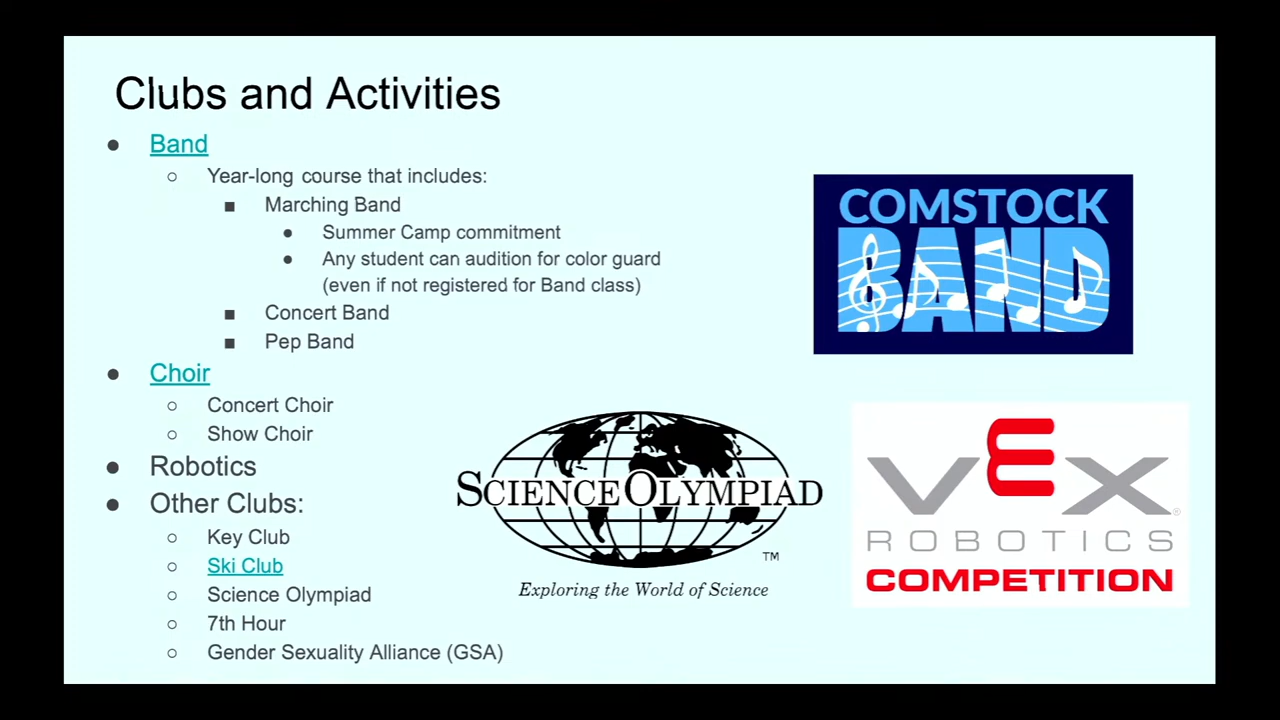 Clubs and Activities
● Band
○ Year-long course that includes:
■ Marching Band
● Summer Camp commitment
● Any student can audition for color guard
(even if not registered for Band class)
■ Concert Band
■ Pep Band
● Choir
○ Concert Choir
○ Show Choir
● Robotics
● Other Clubs:
○ Key Club
○ Ski Club
○ Science Olympiad
○ 7th Hour
○ Gender Sexuality Alliance (GSA)
COMSTOCK
BAND
SCIENCE OLYMPIAD
TM
Exploring the World of Science
VEX®
ROBOTICS
COMPETITION